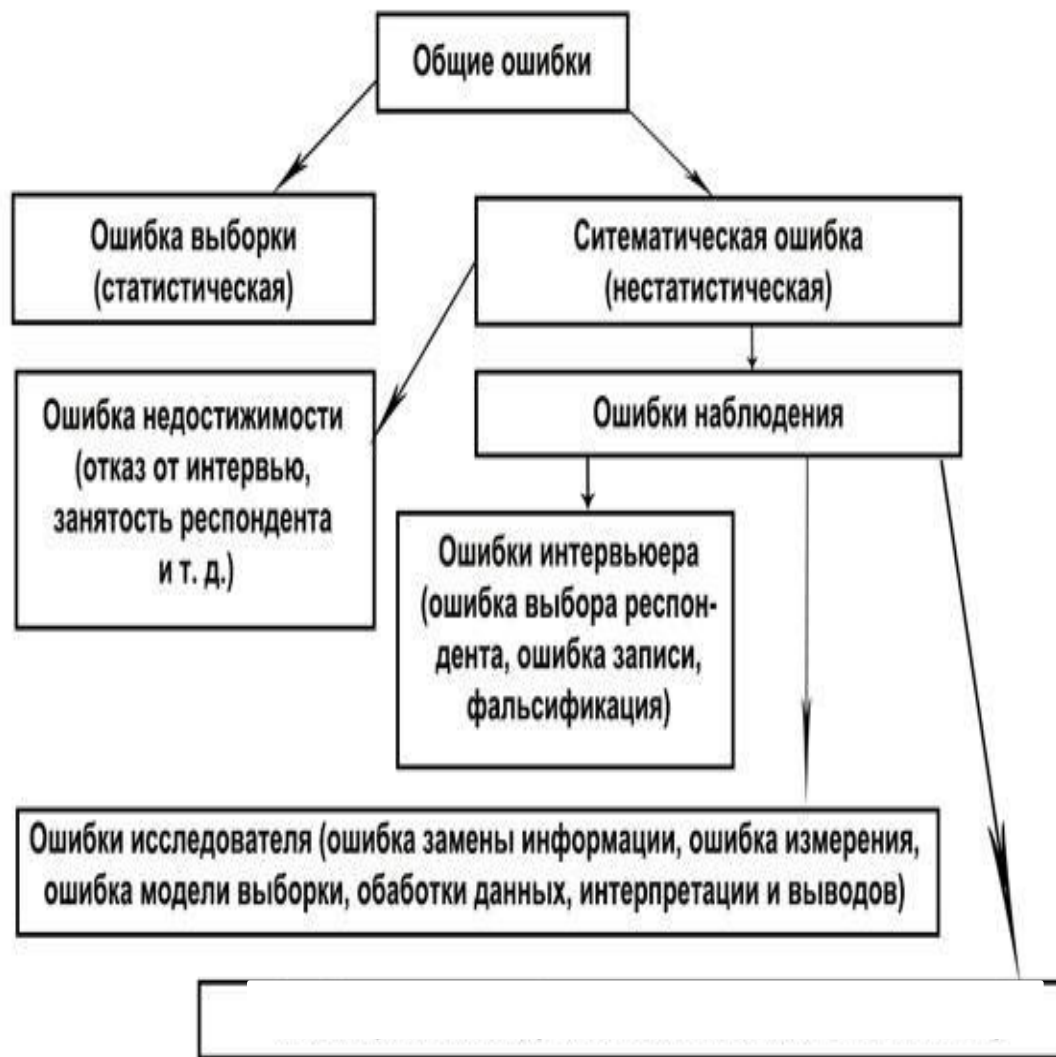 Общие ошибки
Ошибка выборки
(статистическая)
Ситематическая ошибка
(нестатистическая)
Ошибка недостижимости
(отказ от интервью,
занятость респондента
и т. д.)
Ошибки наблюдения
Ошибки интервьюера
(ошибка выбора респон-
дента, ошибка записи,
фальсификация)
Ошибки исследователя (ошибка замены информации, ошибка измерения,
ошибка модели выборки, обаботки данных, интерпретации и выводов)